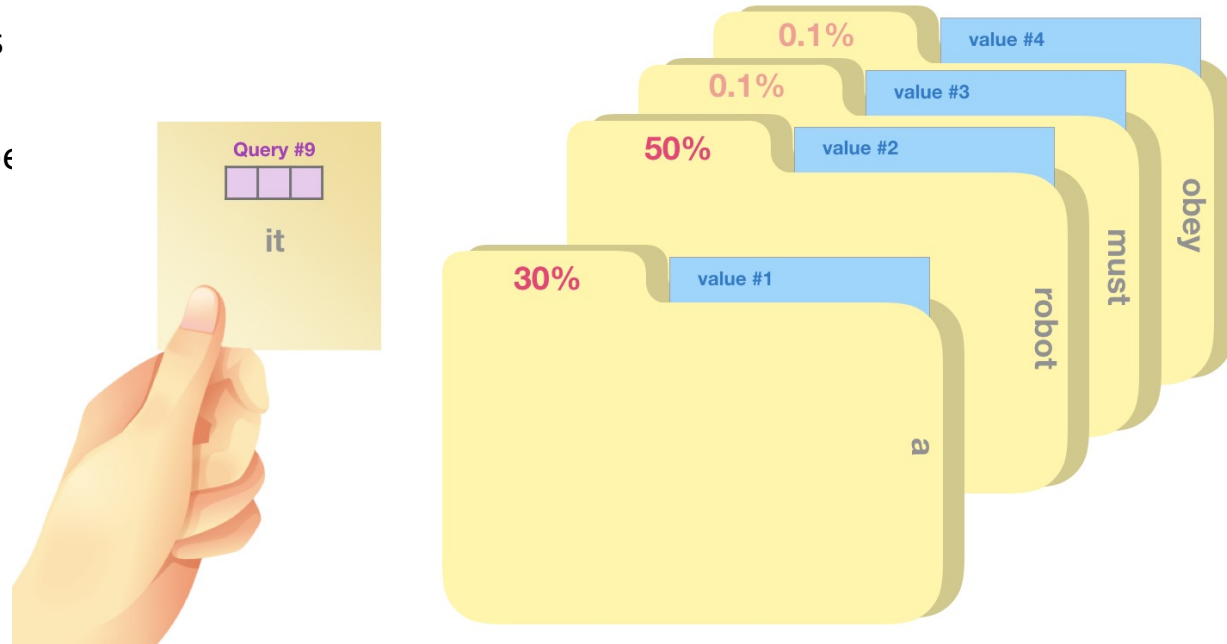 s
e
Query #9
it
0.1%
value #4
0.1%
value #3
50%
value #2
30%
value #1
obey
must
robot
a